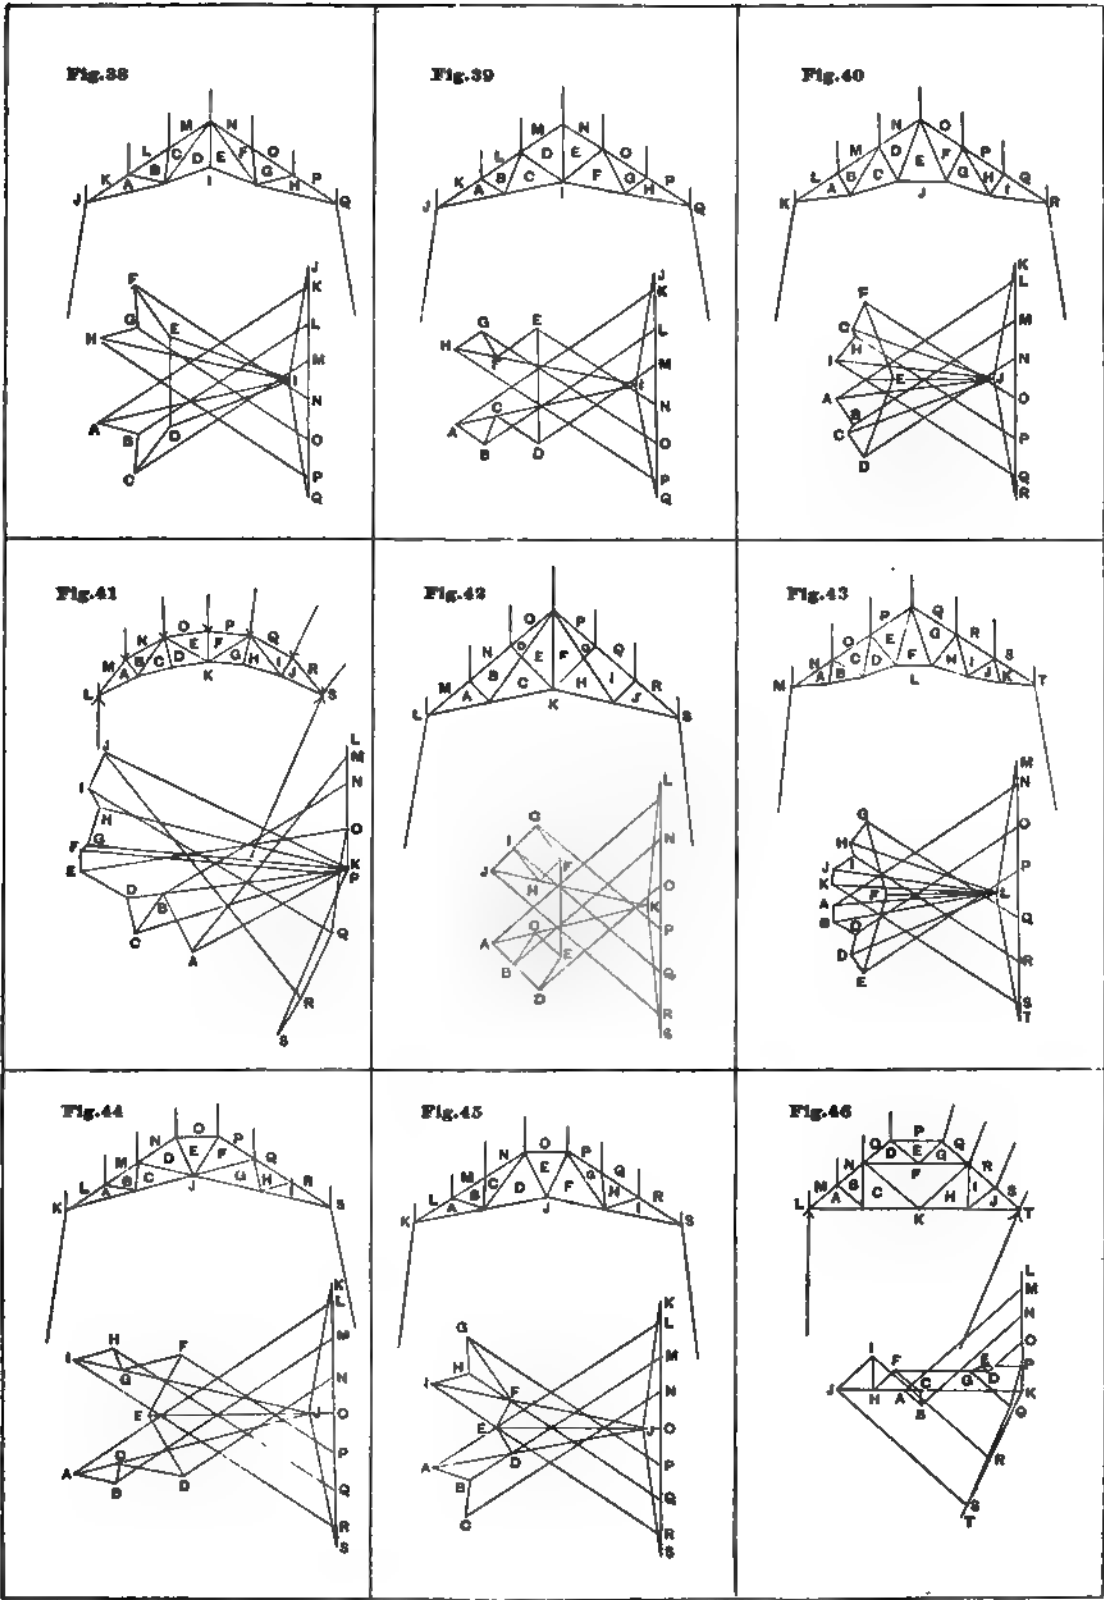 Fig.38
M N
L C D E F O
K A B G H P
J I Q
J
K
F
G E L
H M
I
N
A B D O
C P
Q
Fig.39
M N
L D E O
K A B C F G H P
J I Q
J
K
G E L
H F M
I
C N
A B D O
P
Q
Fig.40
N O
M D E F P
L A B C G H I Q
K J R
K
L
F
G M
H
I N
E J
A O
B
C P
D Q
R
Fig.41
O P
N E F Q
M A B C D G H I J R
L K S
J L
M
I N
H
F G O
E K
P
D B
C Q
A
R
S
Fig.42
O P
N D E F G Q
M A B C H I J R
L K S
L
G N
I F
J H O
K
C P
A E
B Q
D
R
S
Fig.43
P Q
O E F G R
N A B C D H I J K S
M L T
M
N
G O
H
J I P
K F L
A
B C Q
D R
E
S
T
Fig.44
O
N E P
M D F Q
L A B C G H I R
K J S
K
L
H F M
I G
N
E J O
C P
A
B D Q
R
S
Fig.45
O
N E P
M C D F G Q
L A B H I R
K J S
K
G L
H M
I F N
E J O
A D P
B Q
C R
S
Fig.46
P
O D E Q
N F G R
M A B C H I J S
L K T
L
M
N
I F E O
G D P
J H A C K
B Q
R
S
T